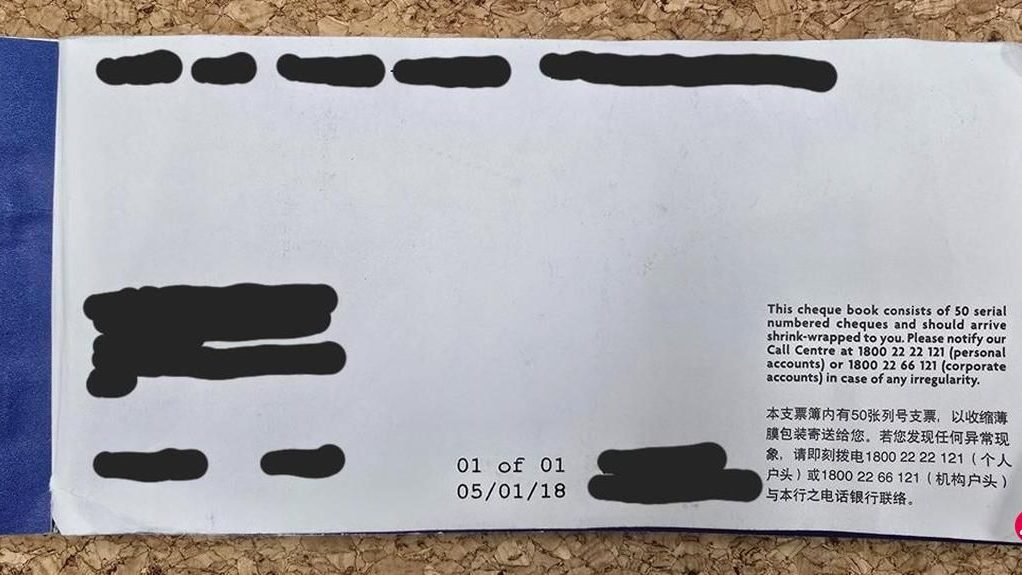 This cheque book consists of 50 serial
numbered cheques and should arrive
shrink-wrapped to you. Please notify our
Call Centre at 1800 22 22 121 (personal
accounts) or 1800 22 66 121 (corporate
accounts) in case of any irregularity.
本支票簿内有50张列号支票，以收缩薄
膜包装寄送给您。若您发现任何异常现
象，请即刻拨电1800 22 22 121（个人
户头）或1800 22 66 121（机构户头）
与本行之电话银行联络。
01 of 01
05/01/18